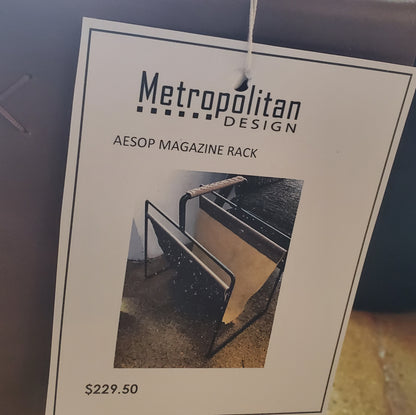 Metropolitan
DESIGN
AESOP MAGAZINE RACK
$229.50